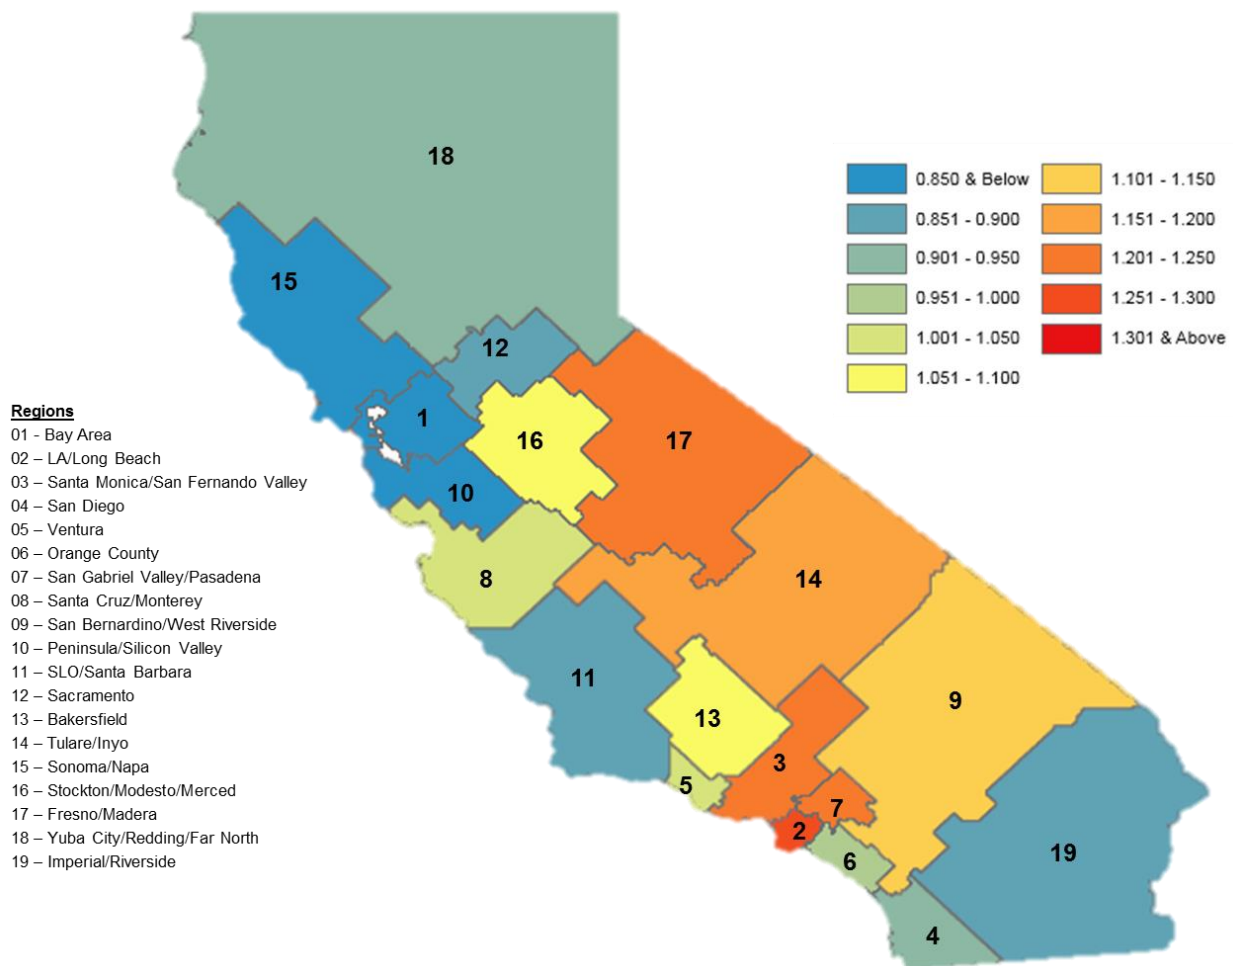 18
0.850 & Below
1.101 - 1.150
0.851 - 0.900
1.151 - 1.200
0.901 - 0.950
1.201 - 1.250
0.951 - 1.000
1.251 - 1.300
1.001 - 1.050
1.301 & Above
1.051 - 1.100
15
12
1
16
17
10
8
14
11
13
9
3
5
7
2
6
19
4
Regions
01 - Bay Area
02 – LA/Long Beach
03 – Santa Monica/San Fernando Valley
04 – San Diego
05 – Ventura
06 – Orange County
07 – San Gabriel Valley/Pasadena
08 – Santa Cruz/Monterey
09 – San Bernardino/West Riverside
10 – Peninsula/Silicon Valley
11 – SLO/Santa Barbara
12 – Sacramento
13 – Bakersfield
14 – Tulare/Inyo
15 – Sonoma/Napa
16 – Stockton/Modesto/Merced
17 – Fresno/Madera
18 – Yuba City/Redding/Far North
19 – Imperial/Riverside